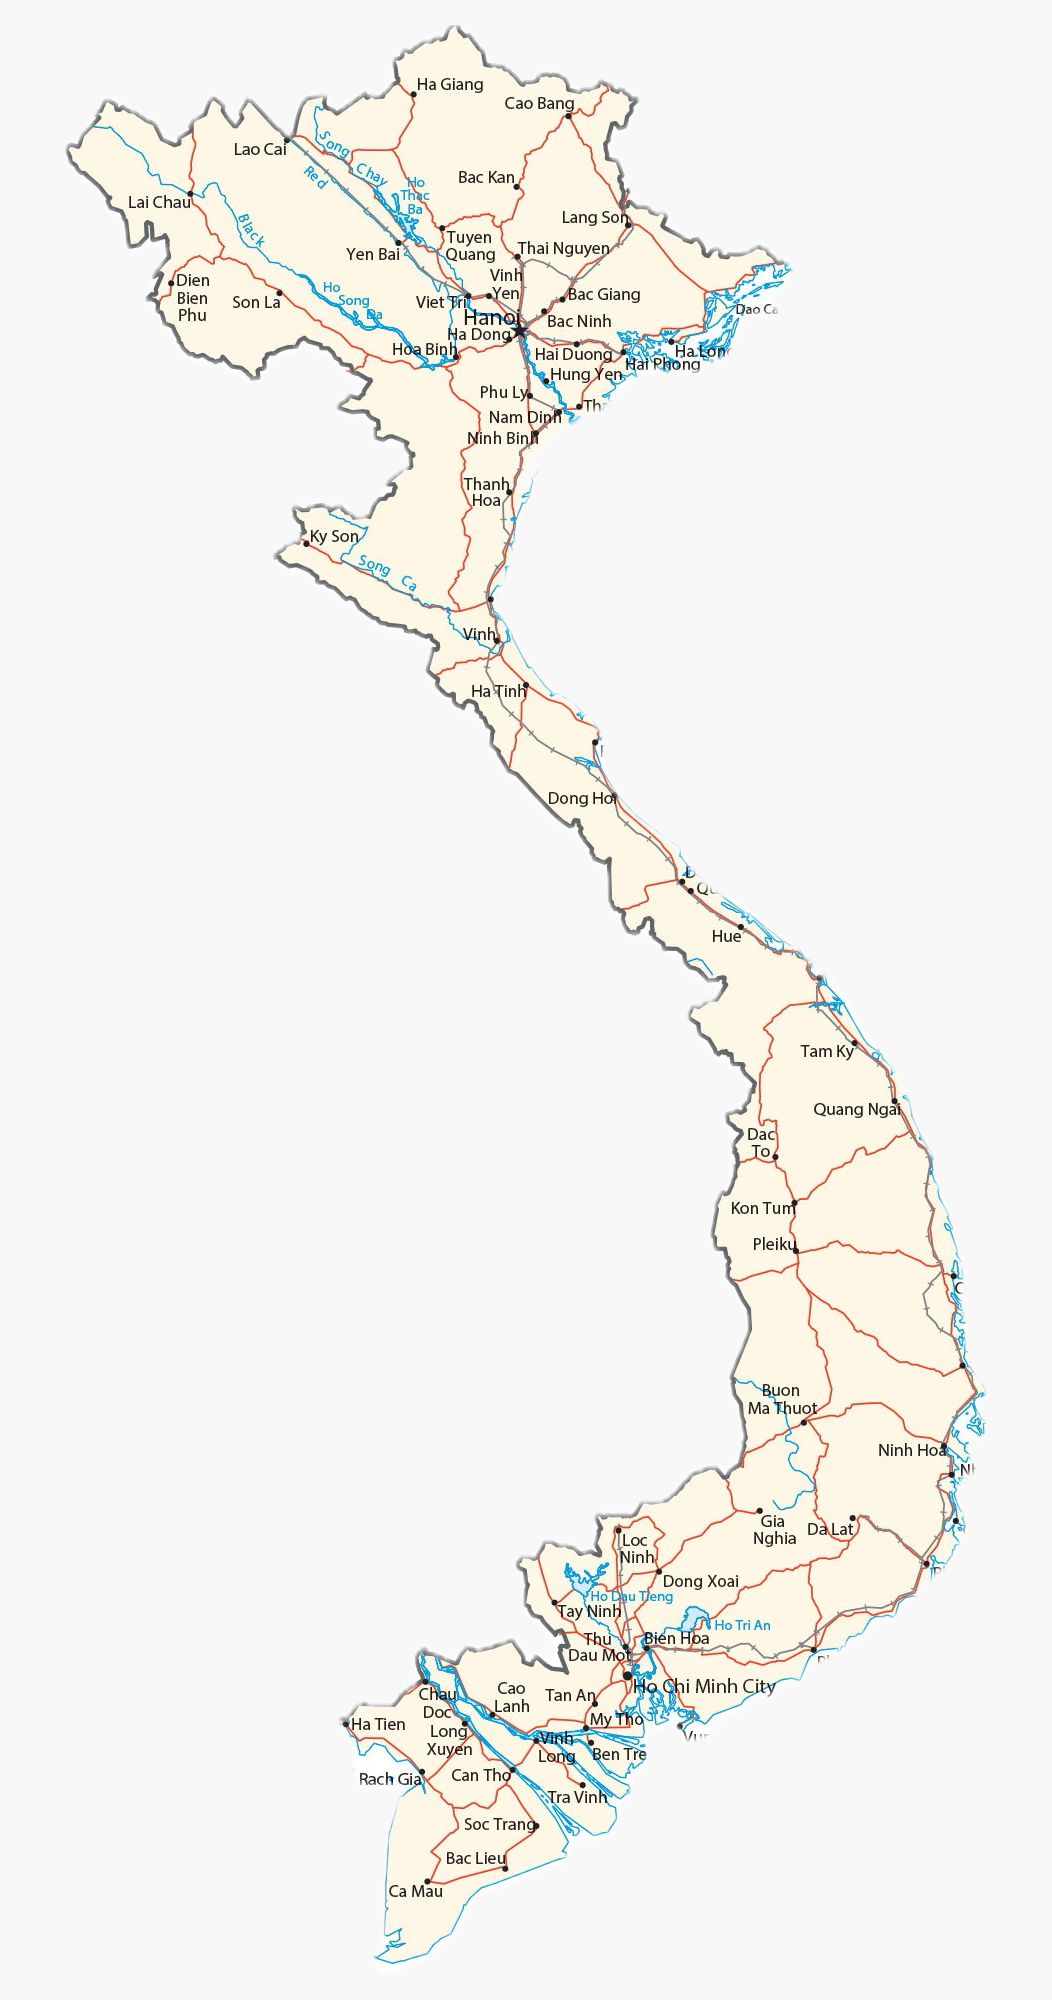 Ha Giang
Cao Bang
Lao Cai
Song Chay
Red
Bac Kan
Ho
Thac
Ba
Lai Chau
Black
Lang Son
Tuyen
Quang
Yen Bai
Thai Nguyen
Dien
Bien
Phu
Son La
Ho
Song
Da
Vinh
Yen
Viet Tri
Bac Giang
Hanoi
Bac Ninh
Dao Ca
Ha Dong
Hoa Binh
Hai Duong
Ha Lon
Hai Phong
Hung Yen
Phu Ly
Th
Nam Dinh
Ninh Binh
Thanh
Hoa
Ky Son
Song Ca
Vinh
Ha Tinh
Dong Hoi
D
Qu
Hue
Tam Ky
Quang Ngai
Dac
To
Kon Tum
Pleiku
Buon
Ma Thuot
Ninh Hoa
Gia
Nghia
Da Lat
Loc
Ninh
Dong Xoai
Ho Dau Tieng
Tay Ninh
Ho Tri An
Thu
Dau Mot
Bien Hoa
Ho Chi Minh City
Chau
Doc
Cao
Lanh
Tan An
My Tho
Ha Tien
Long
Xuyen
Vinh
Long
Ben Tre
Vun
Rach Gia
Can Tho
Tra Vinh
Soc Trang
Bac Lieu
Ca Mau